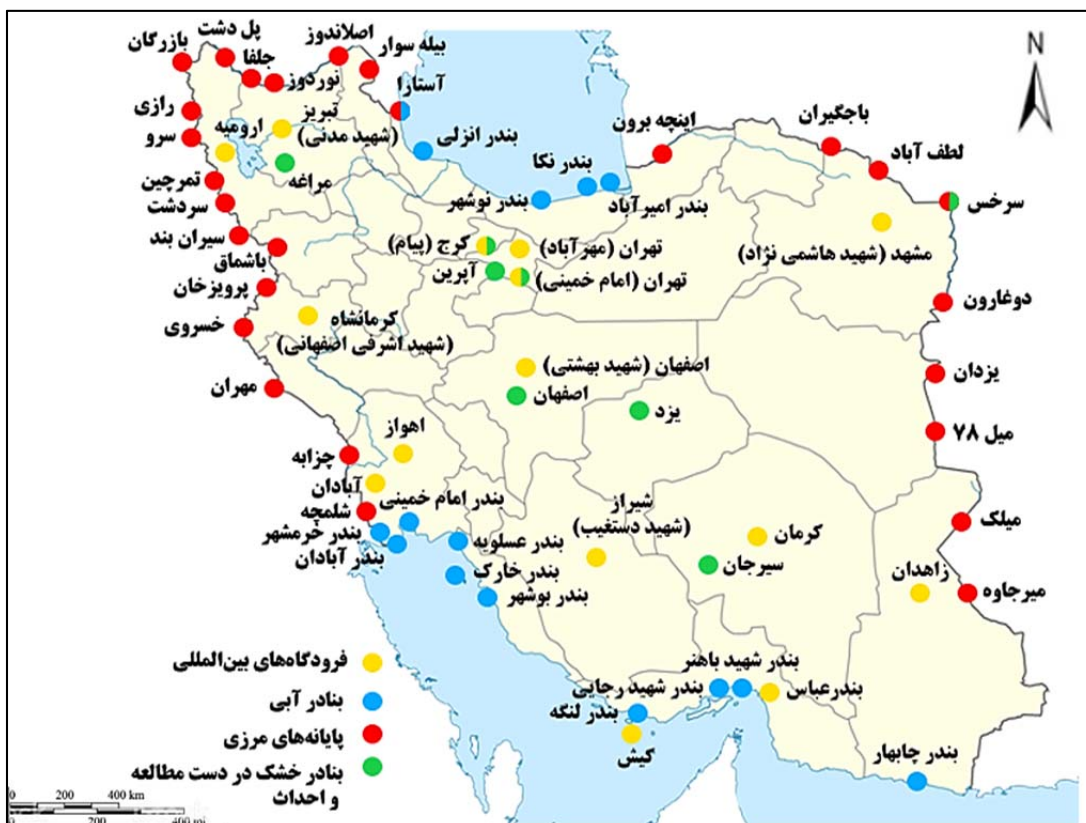 N
اصلاندوز
پل دشت
بازرگان
بیله سوار
جلفا
نوردوز
آستارا
رازی
تبریز
(شهید مدنی)
ارومیه
سرو
بندر انزلی
مراغه
تمرچین
سردشت
سیران بند
باشماق
پرویزخان
خسروی
مهران
چزابه
باجگیران
اینچه برون
لطف آباد
سرخس
بندر نکا
بندر امیرآباد
بندر نوشهر
مشهد (شهید هاشمی نژاد)
کرج (پیام)
تهران (مهرآباد)
آپرین
تهران (امام خمینی)
دوغارون
کرمانشاه
(شهید اشرفی اصفهانی)
اصفهان (شهید بهشتی)
اصفهان
یزد
یزدان
میل ۷۸
اهواز
آبادان
شلمچه
بندر امام خمینی
بندر خرمشهر
بندر آبادان
بندر عسلویه
بندر خارک
بندر بوشهر
شیراز
(شهید دستغیب)
کرمان
سیرجان
میلک
زاهدان
میرجاوه
بندر شهید باهنر
بندر شهید رجایی
بندرعباس
بندر لنگه
کیش
بندر چابهار
فرودگاه‌های بین‌المللی
بنادر آبی
پایانه‌های مرزی
بنادر خشک در دست مطالعه
و احداث
0 200 400 km
200 400 mi